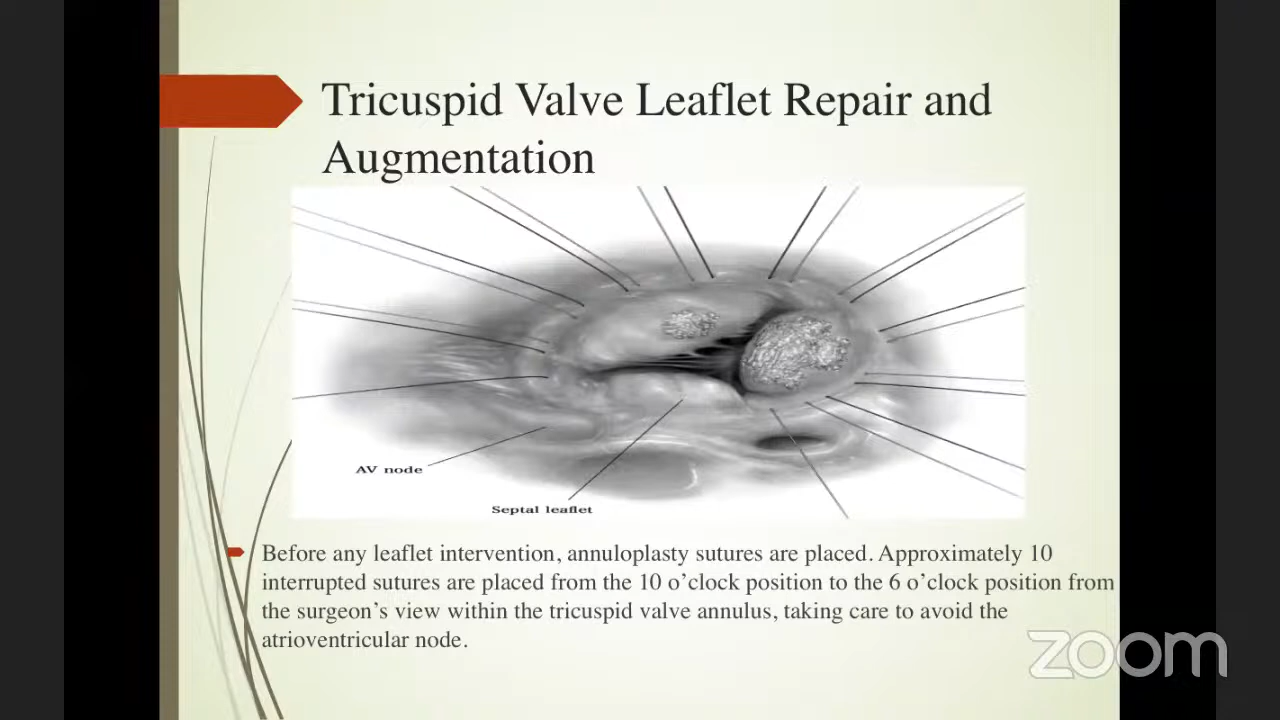 Tricuspid Valve Leaflet Repair and
Augmentation
AV node
Septal leaflet
Before any leaflet intervention, annuloplasty sutures are placed. Approximately 10
interrupted sutures are placed from the 10 o’clock position to the 6 o’clock position from
the surgeon’s view within the tricuspid valve annulus, taking care to avoid the
atrioventricular node.
zoom